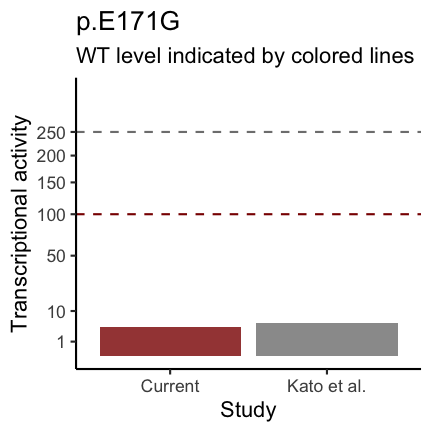 p.E171G
WT level indicated by colored lines
Transcriptional activity
250
200
150
100
50
10
1
Current
Kato et al.
Study